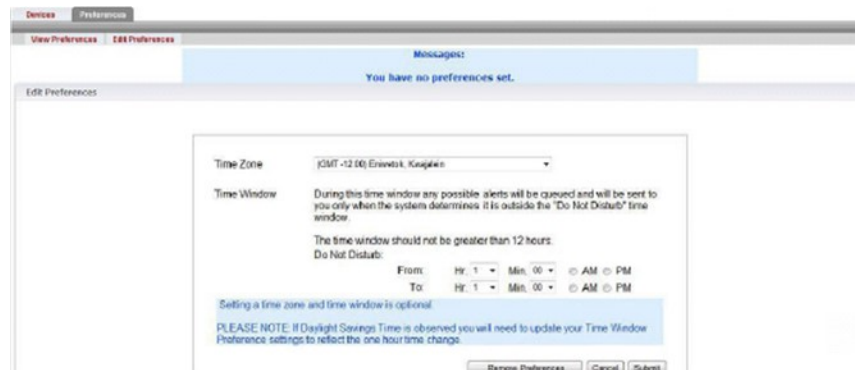 Devices Preferences
View Preferences Edit Preferences
Messages:
You have no preferences set.
Edit Preferences
Time Zone (GMT -12:00) Eniwetok, Kwajalein
Time Window During this time window any possible alerts will be queued and will be sent to
you only when the system determines it is outside the "Do Not Disturb" time
window.
The time window should not be greater than 12 hours.
Do Not Disturb:
From: Hr. 1 Min. 00 AM PM
To: Hr. 1 Min. 00 AM PM
Setting a time zone and time window is optional.
PLEASE NOTE: If Daylight Savings Time is observed you will need to update your Time Window
Preference settings to reflect the one hour time change.
Remove Preferences Cancel Submit